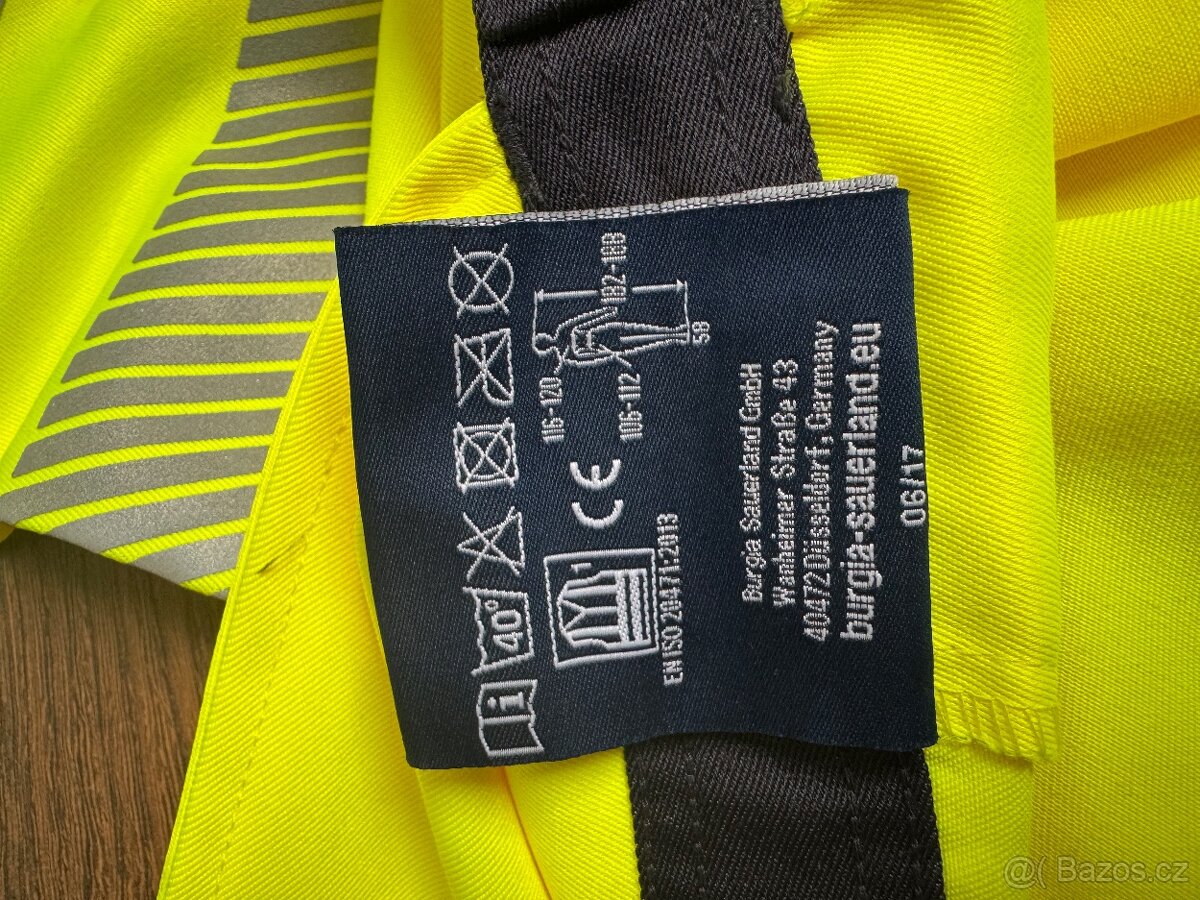 40°
i
EN ISO 20471:2013
CE
116-120
106-112
182-188
58
Burgia Sauerland GmbH
Wanheimer Straße 43
40472 Düsseldorf, Germany
burgia-sauerland.eu
06/17
@( Bazos.cz